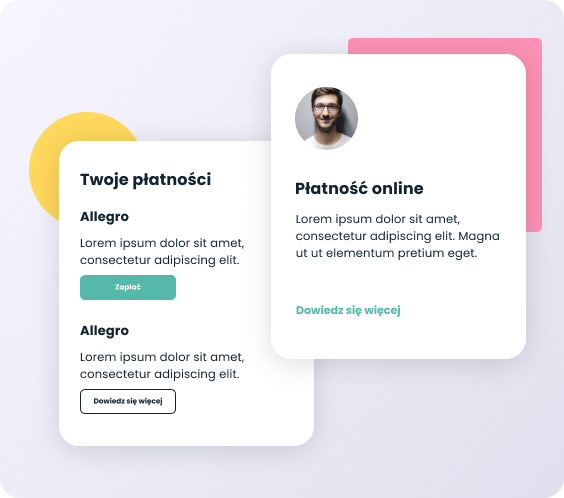 Twoje płatności
Allegro
Lorem ipsum dolor sit amet,
consectetur adipiscing elit.
Zapłać
Allegro
Lorem ipsum dolor sit amet,
consectetur adipiscing elit.
Dowiedz się więcej
Płatność online
Lorem ipsum dolor sit amet,
consectetur adipiscing elit. Magna
ut ut elementum pretium eget.
Dowiedz się więcej